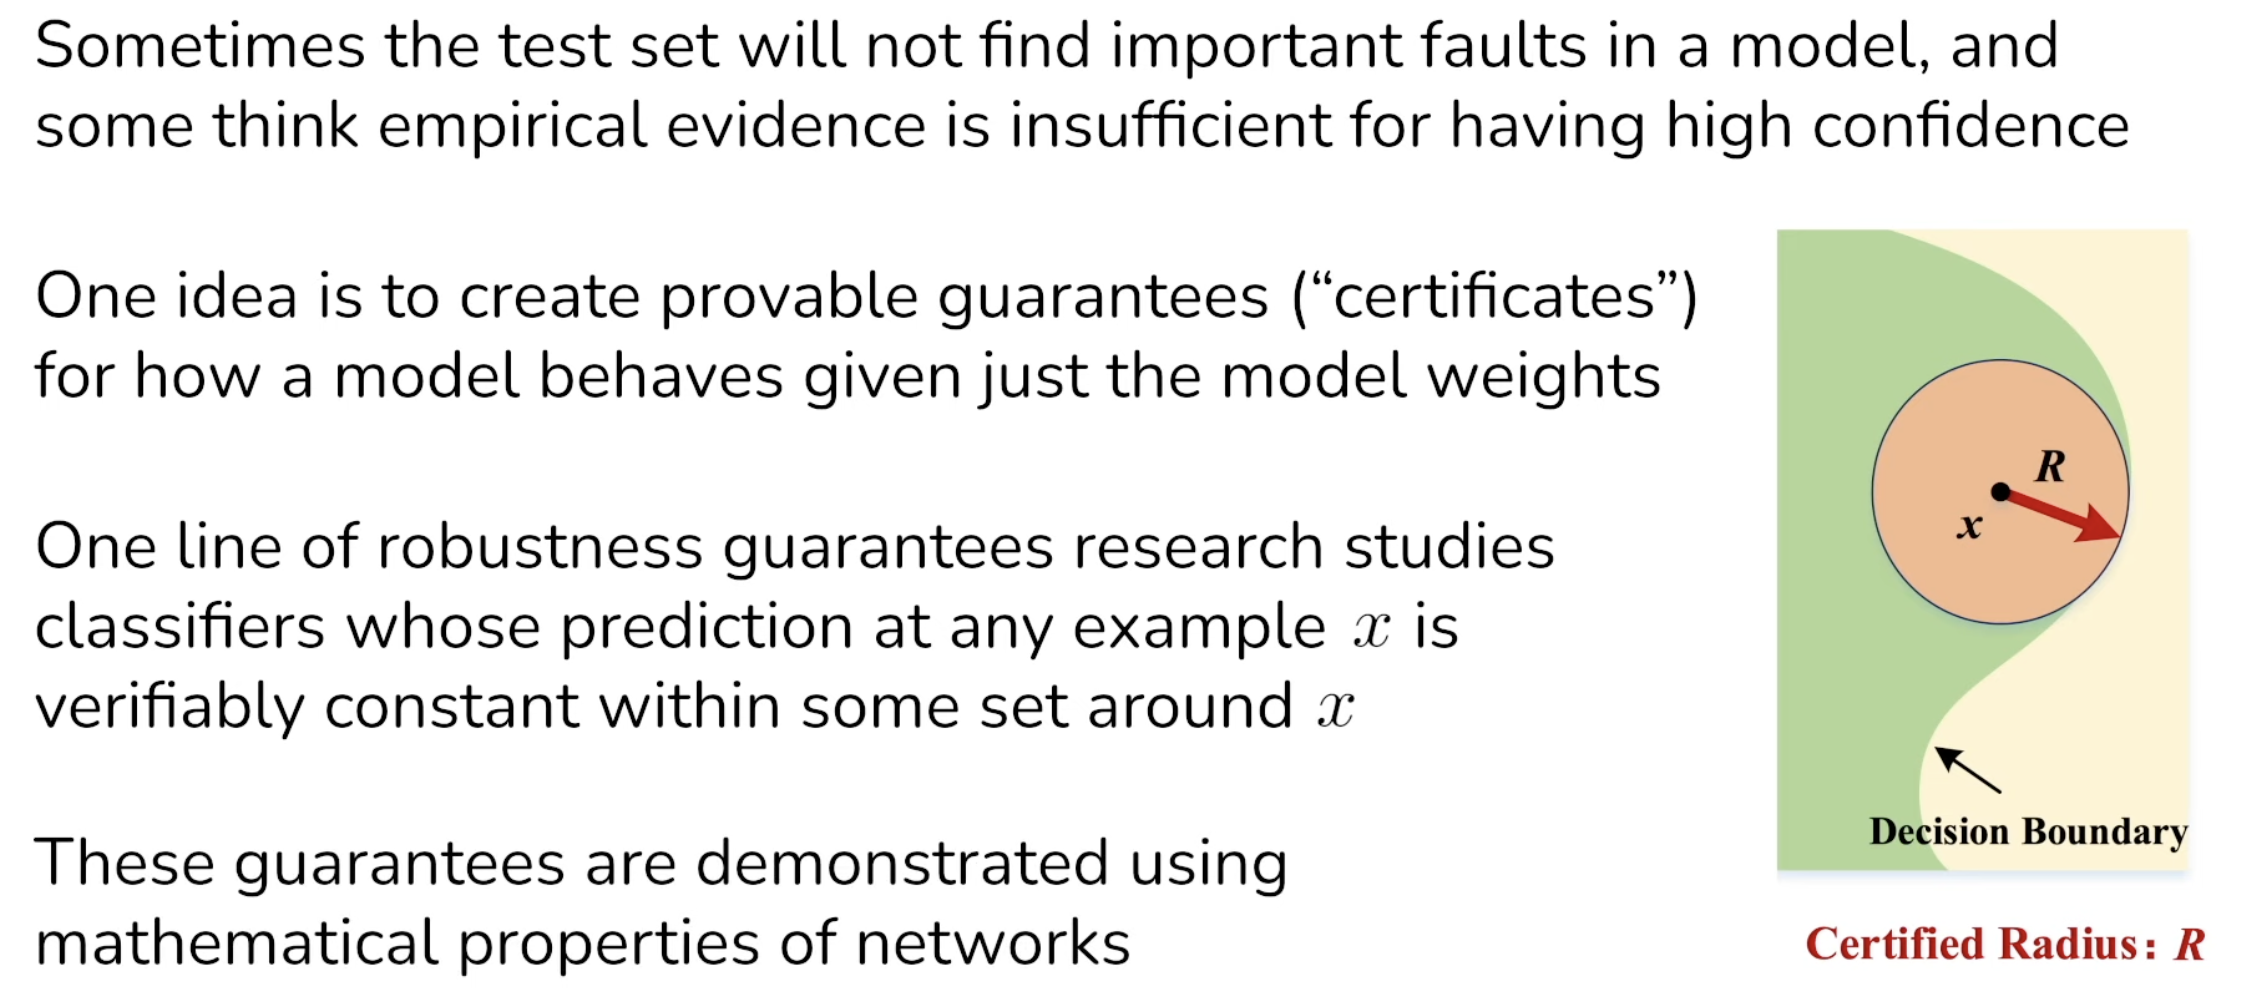 Sometimes the test set will not find important faults in a model, and
some think empirical evidence is insufficient for having high confidence
One idea is to create provable guarantees (“certificates”)
for how a model behaves given just the model weights
One line of robustness guarantees research studies
classifiers whose prediction at any example x is
verifiably constant within some set around x
These guarantees are demonstrated using
mathematical properties of networks
R
x
Decision Boundary
Certified Radius: R